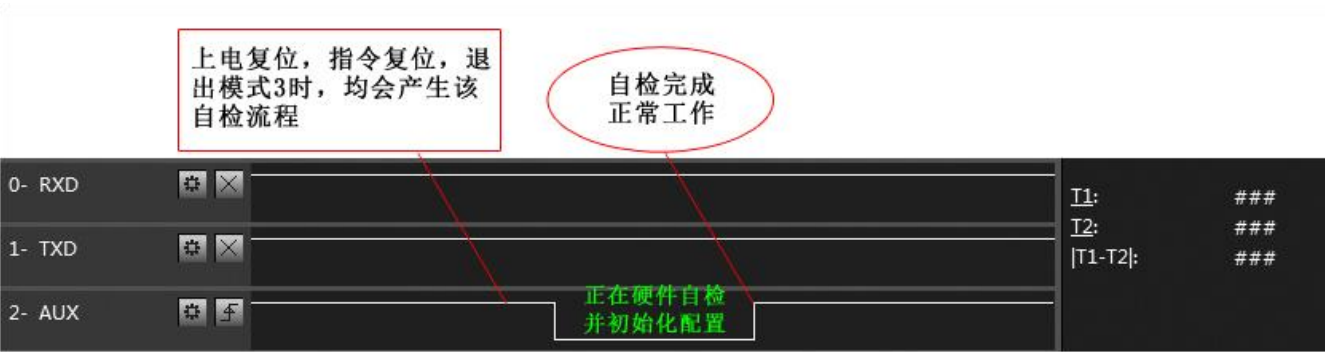 上电复位，指令复位，退
出模式3时，均会产生该
自检流程
自检完成
正常工作
0- RXD
T1: ###
T2: ###
1- TXD
|T1-T2|: ###
正在硬件自检
2- AUX
并初始化配置